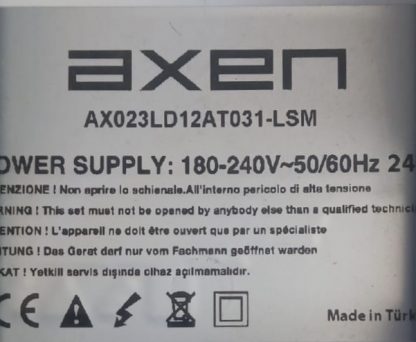 axen
AX023LD12AT031-LSM
OWER SUPPLY: 180-240V~50/60Hz 24
ENZIONE ! Non aprire lo schienale.All'interno pericolo di alta tensione
RNING ! This set must not be opened by anybody else than a qualified technici
ENTION ! L'appareil ne doit être ouvert que par un spécialiste
TUNG ! Das Gerat darf nur vom Fachmann geöffnet warden
KAT ! Yetkili servis dışında cihaz açılmamalıdır.
CE
Made in Türk